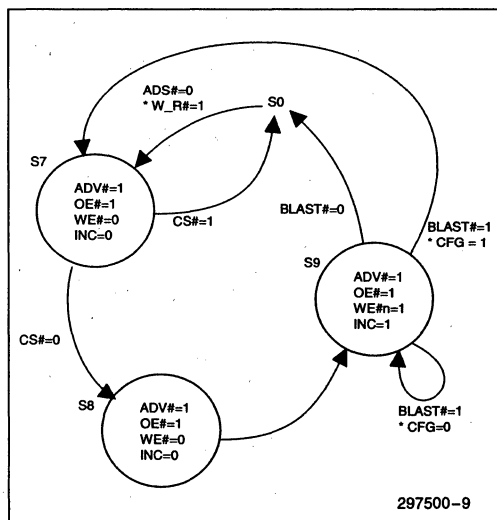 ADS#=0
* W_R#=1
S0
S7
ADV#=1
OE#=1
WE#=0
INC=0
CS#=1
BLAST#=0
BLAST#=1
* CFG = 1
S9
ADV#=1
OE#=1
WE#n=1
INC=1
CS#=0
S8
ADV#=1
OE#=1
WE#=0
INC=0
BLAST#=1
* CFG=0
297500-9